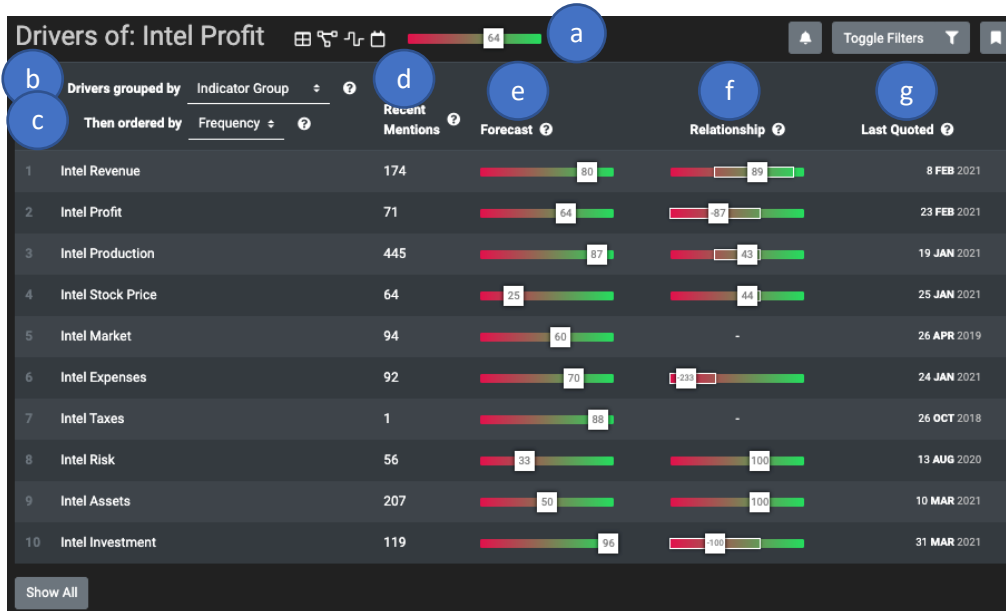 Drivers of: Intel Profit 64 a
Toggle Filters
b Drivers grouped by Indicator Group ? d e f g
c Then ordered by Frequency ? Recent Mentions ? Forecast ? Relationship ? Last Quoted ?
1 Intel Revenue 174 80 89 8 FEB 2021
2 Intel Profit 71 64 -87 23 FEB 2021
3 Intel Production 445 87 43 19 JAN 2021
4 Intel Stock Price 64 25 44 25 JAN 2021
5 Intel Market 94 60 - 26 APR 2019
6 Intel Expenses 92 70 -233 24 JAN 2021
7 Intel Taxes 1 88 - 26 OCT 2018
8 Intel Risk 56 33 100 13 AUG 2020
9 Intel Assets 207 50 100 10 MAR 2021
10 Intel Investment 119 96 -100 31 MAR 2021
Show All